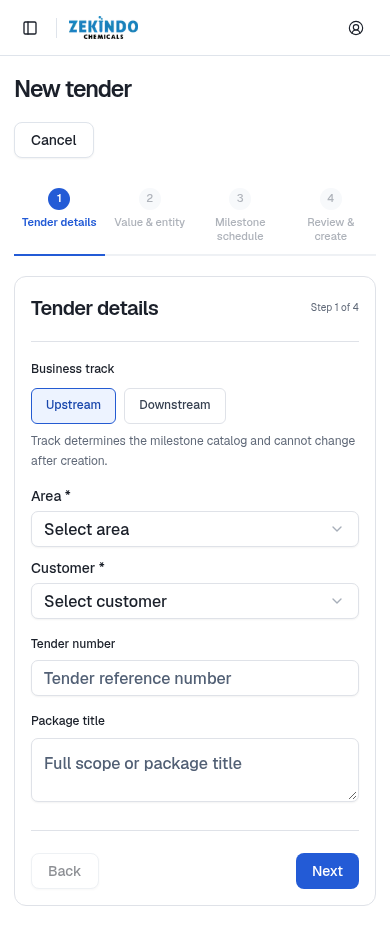 ZEKÌNDO
CHEMICALS
New tender
Cancel
1
2
3
4
Tender details
Value & entity
Milestone
schedule
Review &
create
Tender details
Step 1 of 4
Business track
Upstream
Downstream
Track determines the milestone catalog and cannot change
after creation.
Area *
Select area
Customer *
Select customer
Tender number
Tender reference number
Package title
Full scope or package title
Back
Next